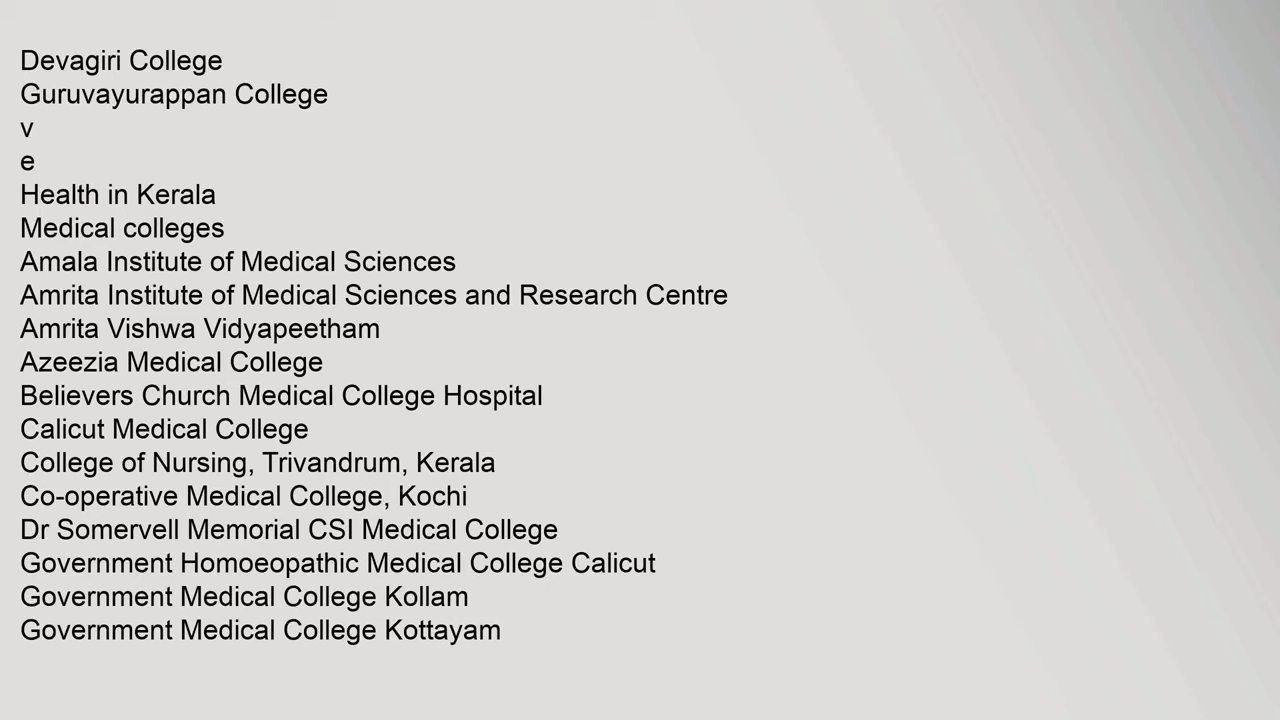 Devagiri College
Guruvayurappan College
v
e
Health in Kerala
Medical colleges
Amala Institute of Medical Sciences
Amrita Institute of Medical Sciences and Research Centre
Amrita Vishwa Vidyapeetham
Azeezia Medical College
Believers Church Medical College Hospital
Calicut Medical College
College of Nursing, Trivandrum, Kerala
Co-operative Medical College, Kochi
Dr Somervell Memorial CSI Medical College
Government Homoeopathic Medical College Calicut
Government Medical College Kollam
Government Medical College Kottayam